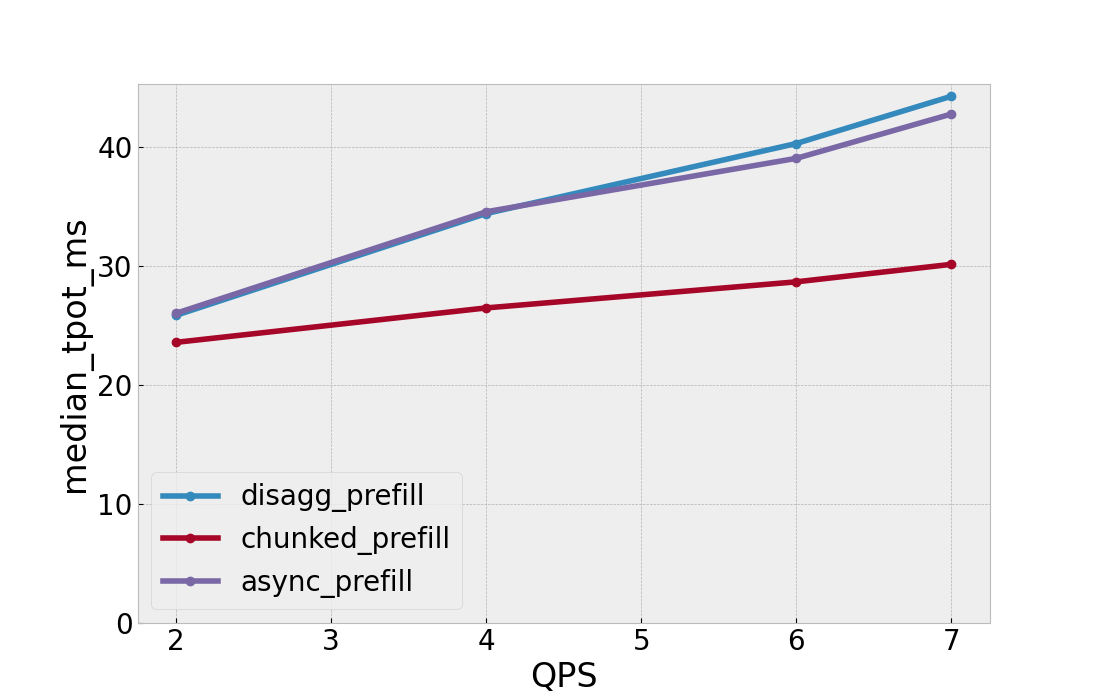 median_tpot_ms
40
30
20
10
0
disagg_prefill
chunked_prefill
async_prefill
2 3 4 5 6 7
QPS